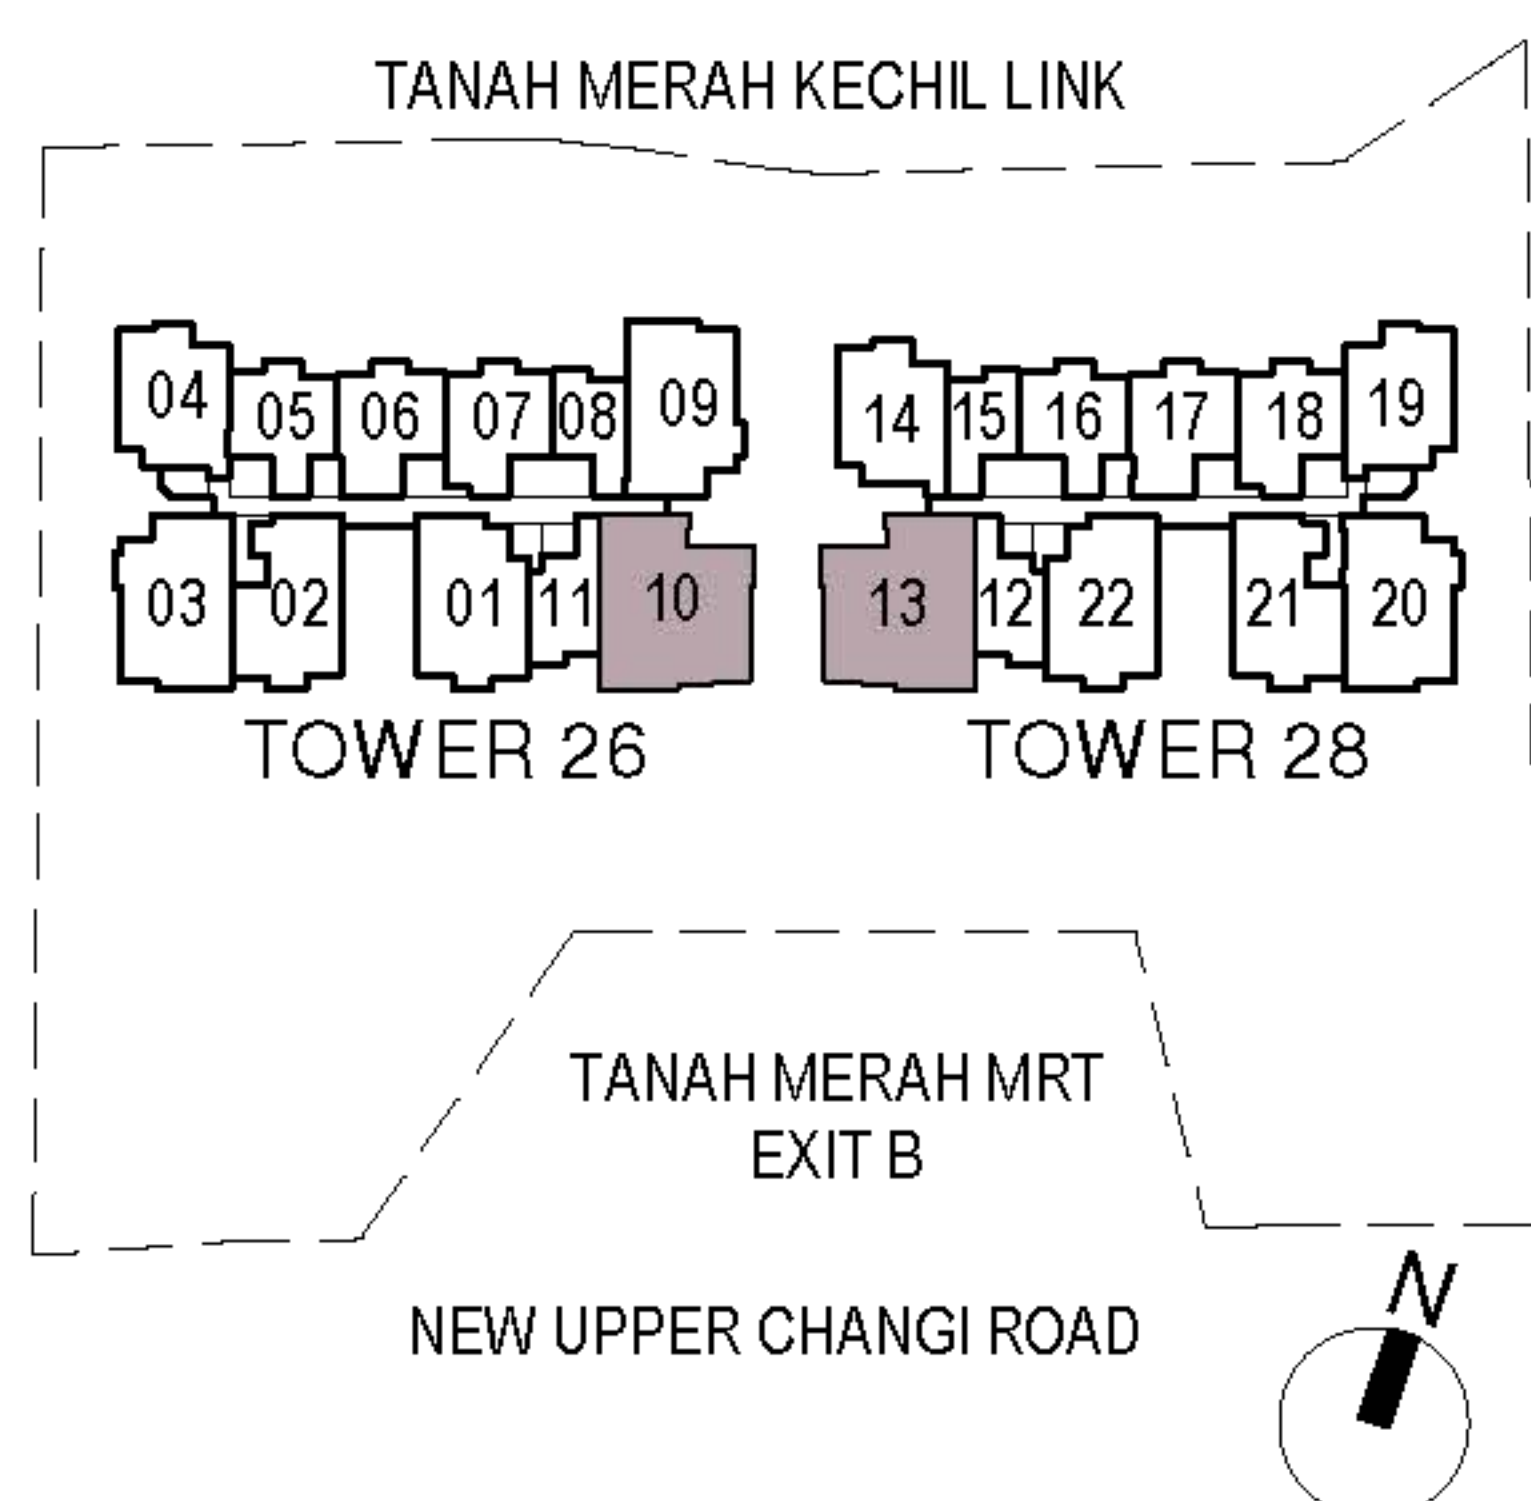 TANAH MERAH KECHIL LINK
04 05 06 07 08 09 14 15 16 17 18 19
03 02 01 11 10 13 12 22 21 20
TOWER 26 TOWER 28
TANAH MERAH MRT
EXIT B
NEW UPPER CHANGI ROAD
N